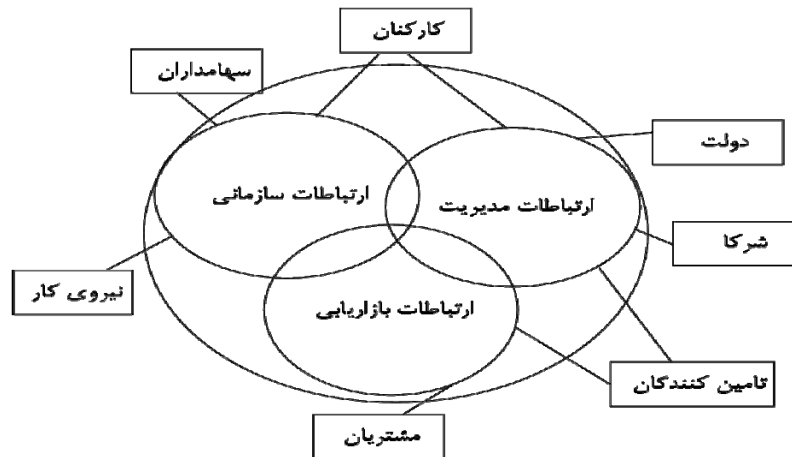 کارکنان
سهامداران
دولت
ارتباطات سازمانی
ارتباطات مدیریت
شرکا
نیروی کار
ارتباطات بازاریابی
تامین کنندگان
مشتریان